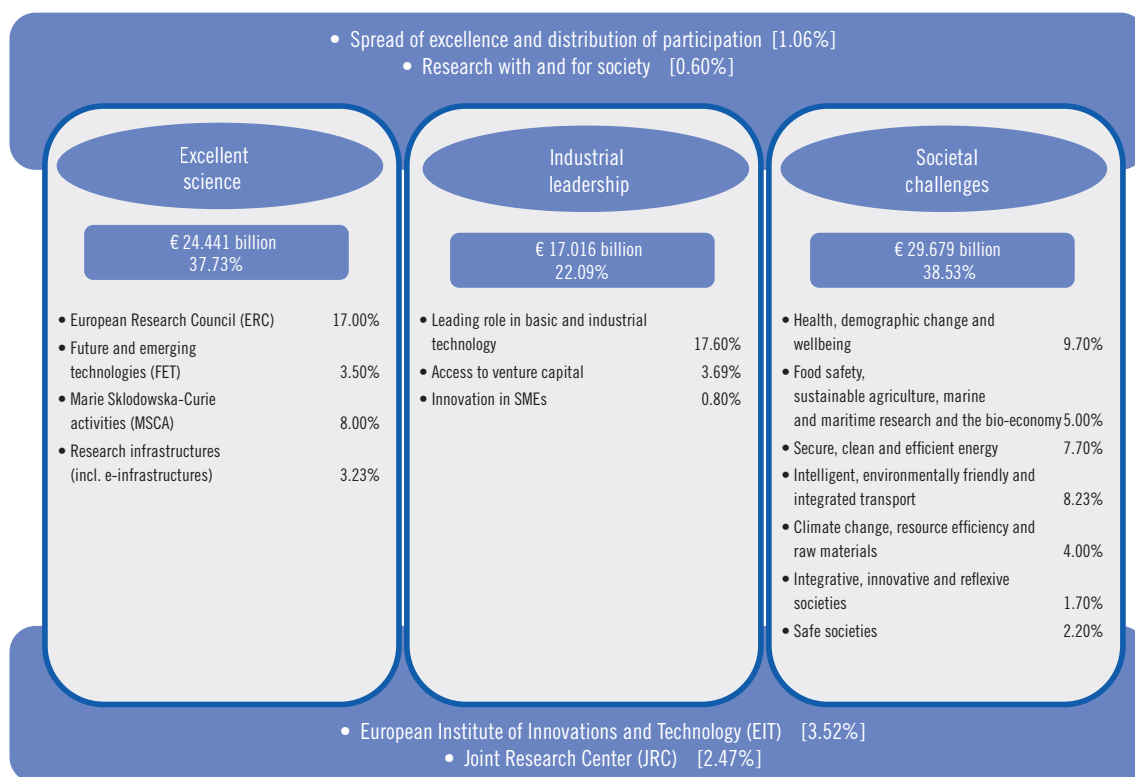 • Spread of excellence and distribution of participation [1.06%]
• Research with and for society [0.60%]
Excellent
science
€ 24.441 billion
37.73%
• European Research Council (ERC) 17.00%
• Future and emerging
technologies (FET) 3.50%
• Marie Sklodowska-Curie
activities (MSCA) 8.00%
• Research infrastructures
(incl. e-infrastructures) 3.23%
Industrial
leadership
€ 17.016 billion
22.09%
• Leading role in basic and industrial
technology 17.60%
• Access to venture capital 3.69%
• Innovation in SMEs 0.80%
Societal
challenges
€ 29.679 billion
38.53%
• Health, demographic change and
wellbeing 9.70%
• Food safety,
sustainable agriculture, marine
and maritime research and the bio-economy 5.00%
• Secure, clean and efficient energy 7.70%
• Intelligent, environmentally friendly and
integrated transport 8.23%
• Climate change, resource efficiency and
raw materials 4.00%
• Integrative, innovative and reflexive
societies 1.70%
• Safe societies 2.20%
• European Institute of Innovations and Technology (EIT) [3.52%]
• Joint Research Center (JRC) [2.47%]